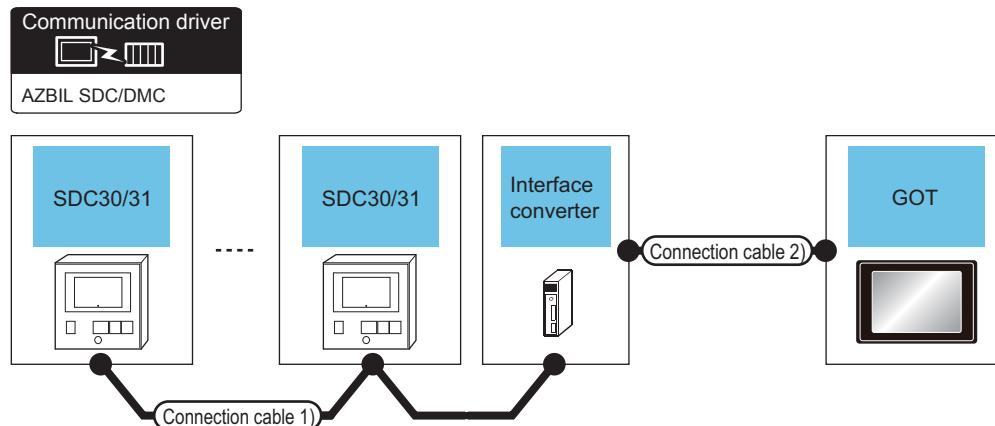 Communication driver
AZBIL SDC/DMC
SDC30/31
SDC30/31
Interface
converter
GOT
Connection cable 2)
Connection cable 1)